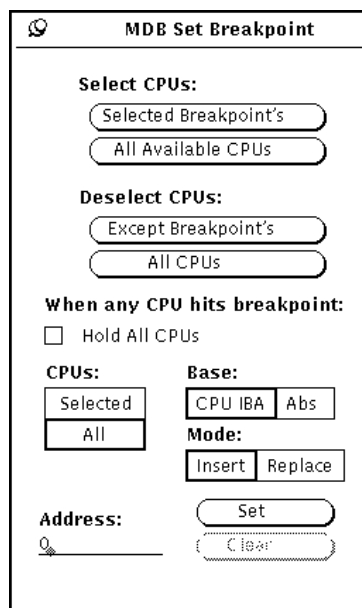 MDB Set Breakpoint
Select CPUs:
Selected Breakpoint's
All Available CPUs
Deselect CPUs:
Except Breakpoint's
All CPUs
When any CPU hits breakpoint:
Hold All CPUs
CPUs:
Base:
Selected
CPU IBA Abs
All
Mode:
Insert Replace
Address:
Set
0
Clear